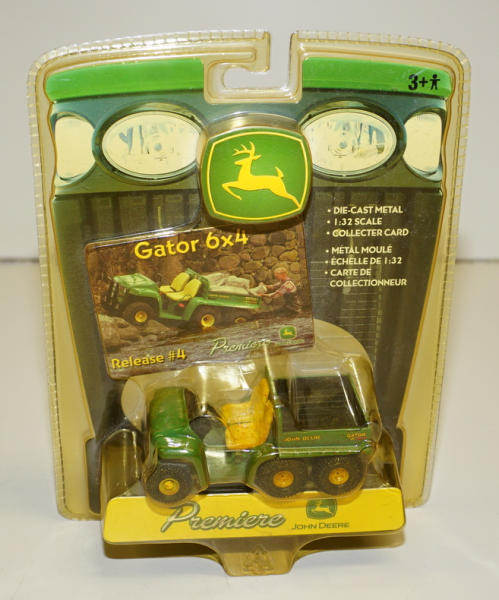 3+
• DIE-CAST METAL
• 1:32 SCALE
• COLLECTER CARD
• MÉTAL MOULÉ
• ÉCHELLE DE 1:32
• CARTE DE
COLLECTIONNEUR
Gator 6x4
Premiere
Release #4
JOHN DEERE
GATOR
Premiere
JOHN DEERE